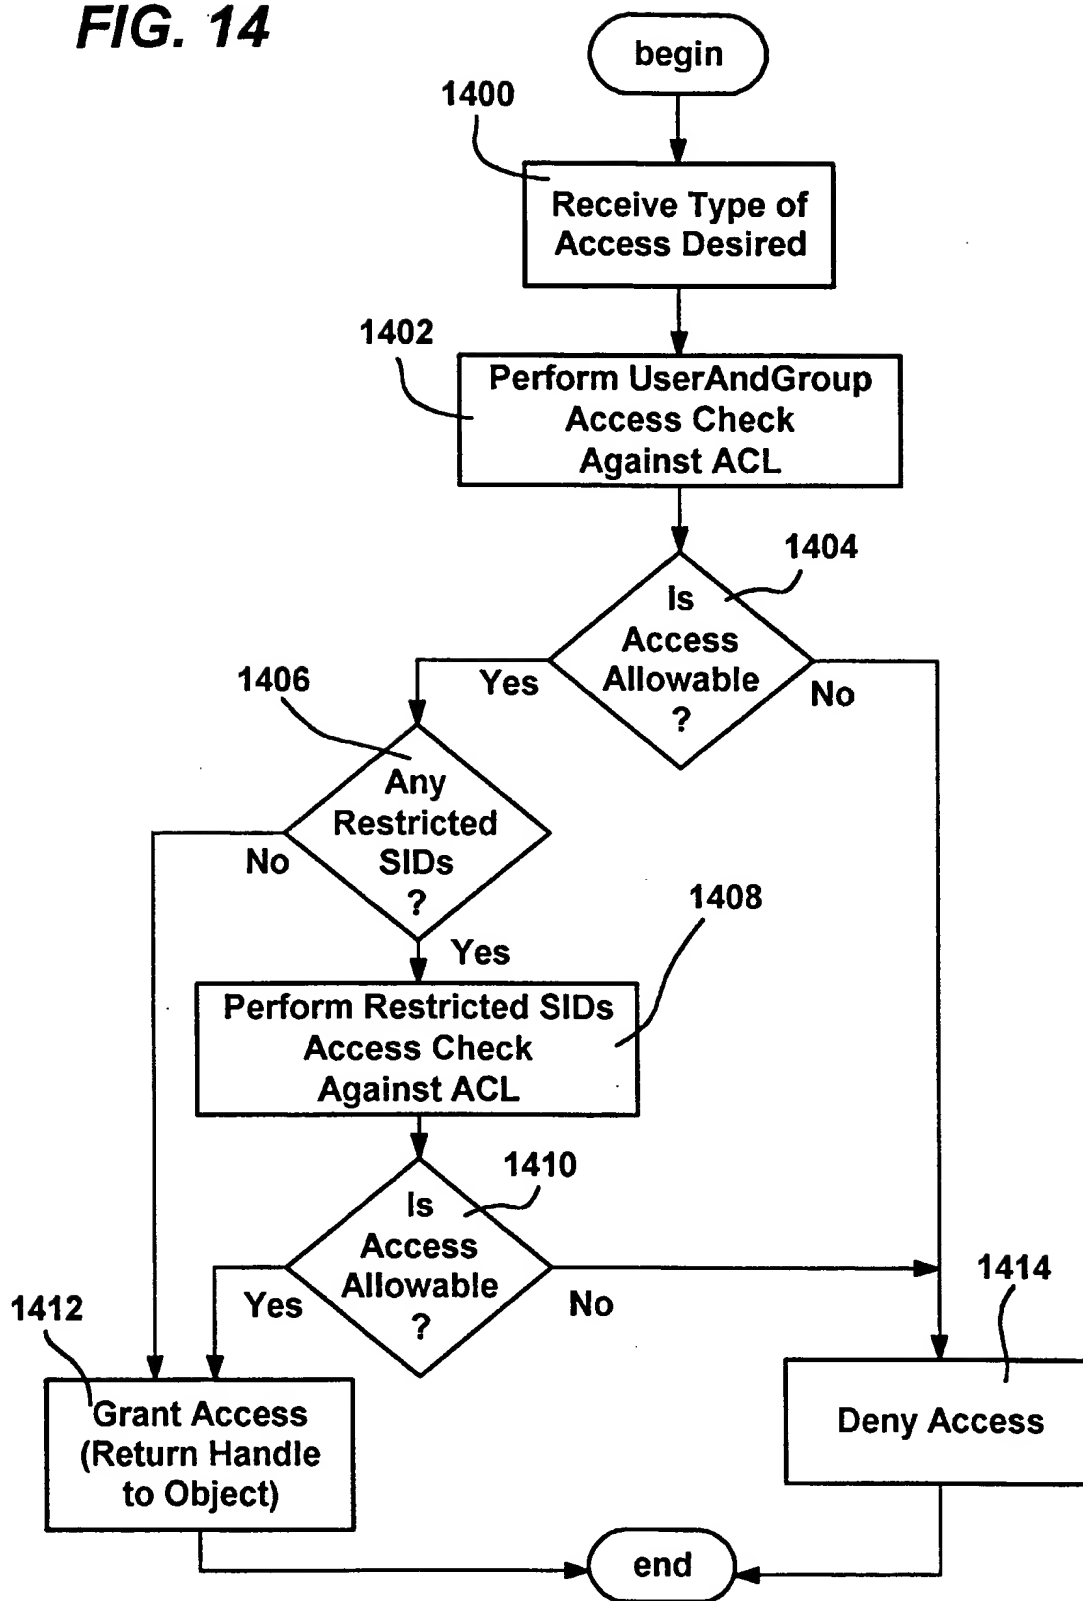 FIG. 14
begin
1400
Receive Type of
Access Desired
1402
Perform UserAndGroup
Access Check
Against ACL
1404
Is
Access
Allowable
?
Yes
No
1406
Any
Restricted
SIDs
?
No
Yes
1408
Perform Restricted SIDs
Access Check
Against ACL
1410
Is
Access
Allowable
?
Yes
No
1412
Grant Access
(Return Handle
to Object)
1414
Deny Access
end